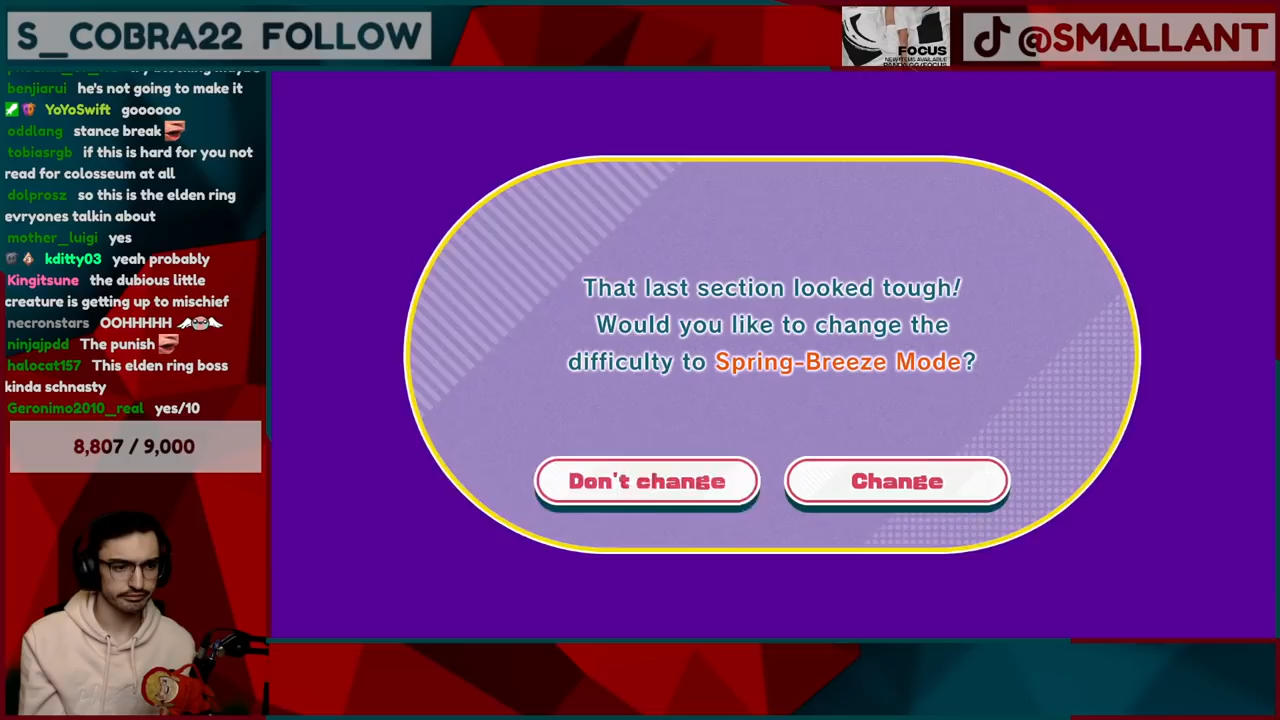 S_COBRA22 FOLLOW
FOCUS
NEW ITEMS AVAILABLE
@SMALLANT
benjiarui he's not going to make it
YoYoSwift goooooo
oddlang stance break
tobiasrgb if this is hard for you not
read for colosseum at all
dolprosz so this is the elden ring
evryones talkin about
mother_luigi yes
kditty03 yeah probably
Kingitsune the dubious little
creature is getting up to mischief
necronstars OOHHHHH
ninjajpdd The punish
halocat157 This elden ring boss
kinda schnasty
Geronimo2010_real yes/10
8,807 / 9,000
That last section looked tough!
Would you like to change the
difficulty to Spring-Breeze Mode?
Don't change
Change